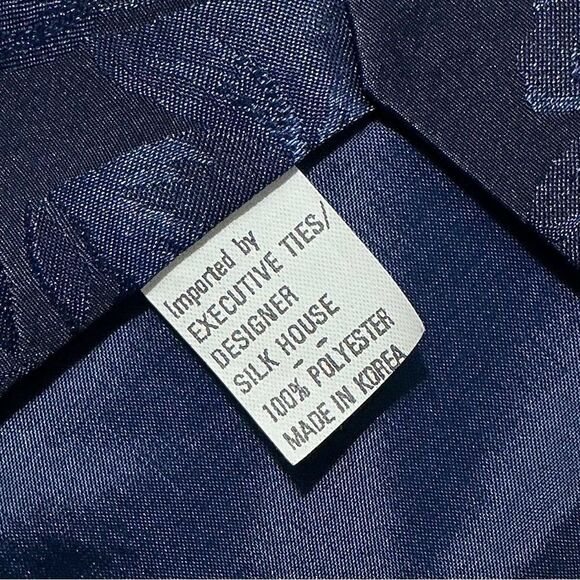 Imported by
EXECUTIVE TIES/
DESIGNER
SILK HOUSE
- -
100% POLYESTER
MADE IN KOREA